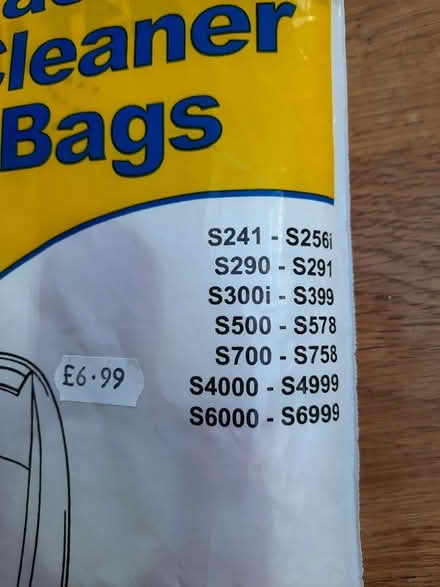 Cleaner
Bags
S241 - S256i
S290 - S291
S300i - S399
S500 - S578
S700 - S758
£6.99
S4000 - S4999
S6000 - S6999